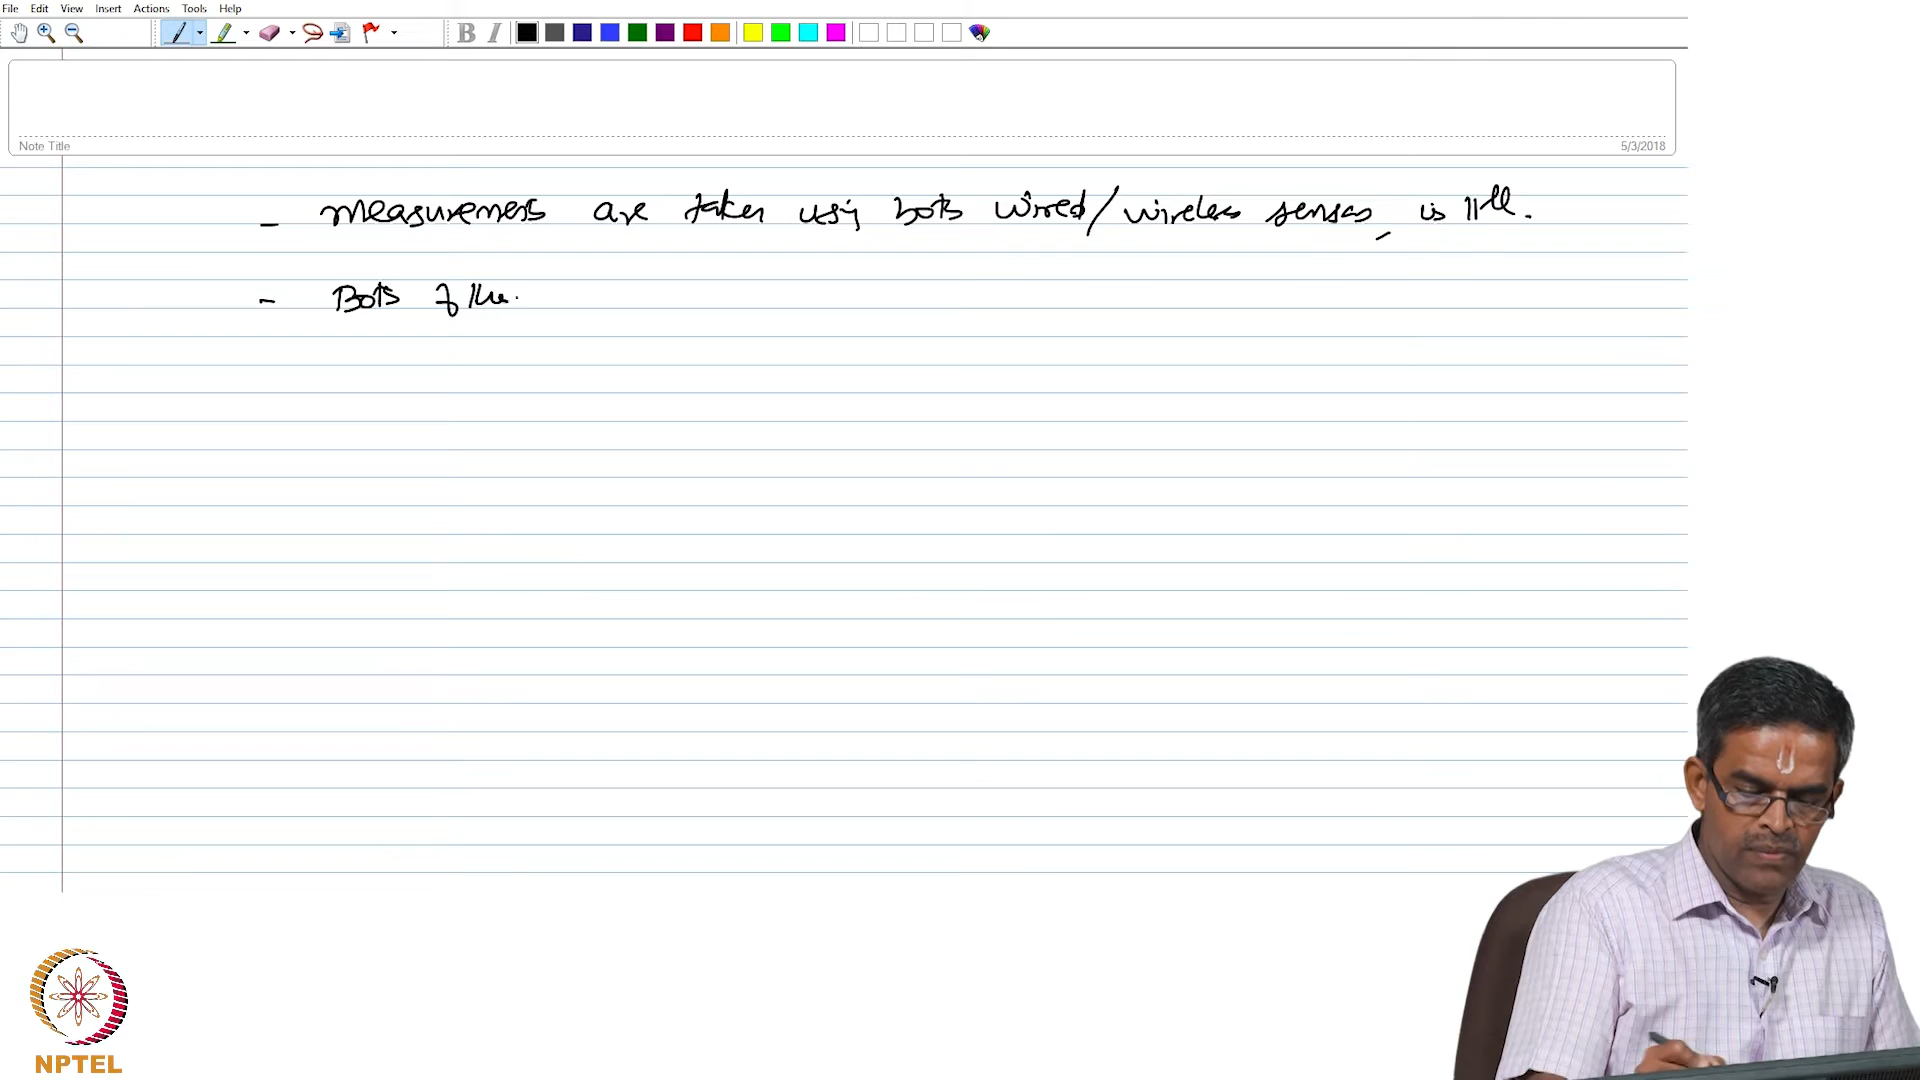 File Edit View Insert Actions Tools Help
B I
Note Title
5/3/2018
- measurements are taken using both wired/wireless sensors, is ||el.
- Both of the
NPTEL